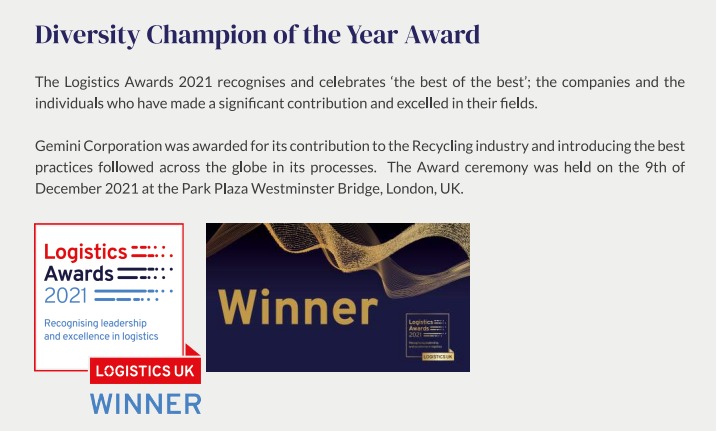 Diversity Champion of the Year Award
The Logistics Awards 2021 recognises and celebrates ‘the best of the best’; the companies and the
individuals who have made a significant contribution and excelled in their fields.
Gemini Corporation was awarded for its contribution to the Recycling industry and introducing the best
practices followed across the globe in its processes. The Award ceremony was held on the 9th of
December 2021 at the Park Plaza Westminster Bridge, London, UK.
Logistics
Awards
2021
Recognising leadership
and excellence in logistics
LOGISTICS UK
WINNER
Winner
Logistics
Awards
2021
LOGISTICS UK